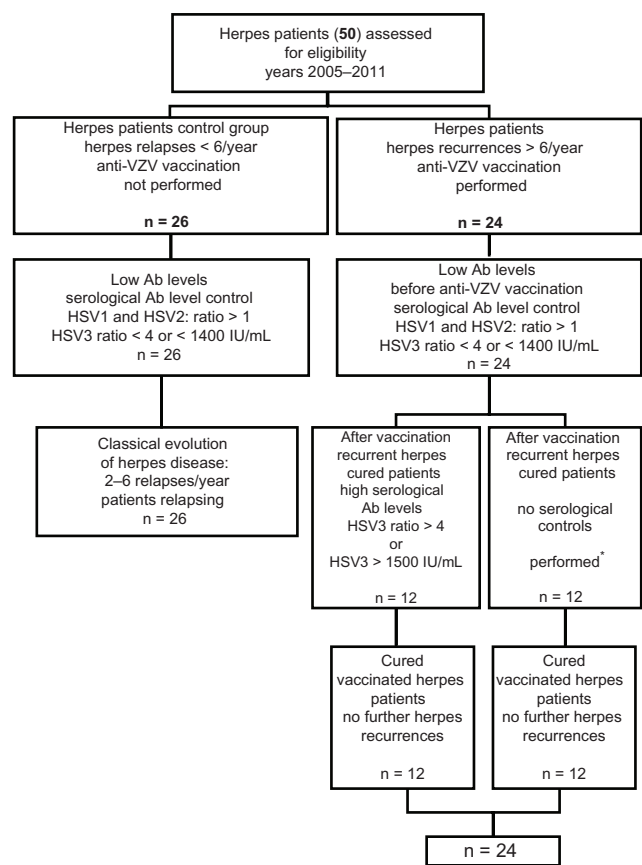 Herpes patients (50) assessed
for eligibility
years 2005–2011
Herpes patients control group
herpes relapses < 6/year
anti-VZV vaccination
not performed
n = 26
Herpes patients
herpes recurrences > 6/year
anti-VZV vaccination
performed
n = 24
Low Ab levels
serological Ab level control
HSV1 and HSV2: ratio > 1
HSV3 ratio < 4 or < 1400 IU/mL
n = 26
Low Ab levels
before anti-VZV vaccination
serological Ab level control
HSV1 and HSV2: ratio > 1
HSV3 ratio < 4 or < 1400 IU/mL
n = 24
Classical evolution
of herpes disease:
2–6 relapses/year
patients relapsing
n = 26
After vaccination
recurrent herpes
cured patients
high serological
Ab levels
HSV3 ratio > 4
or
HSV3 > 1500 IU/mL
n = 12
After vaccination
recurrent herpes
cured patients
no serological
controls
performed*
n = 12
Cured
vaccinated herpes
patients
no further herpes
recurrences
n = 12
Cured
vaccinated herpes
patients
no further herpes
recurrences
n = 12
n = 24